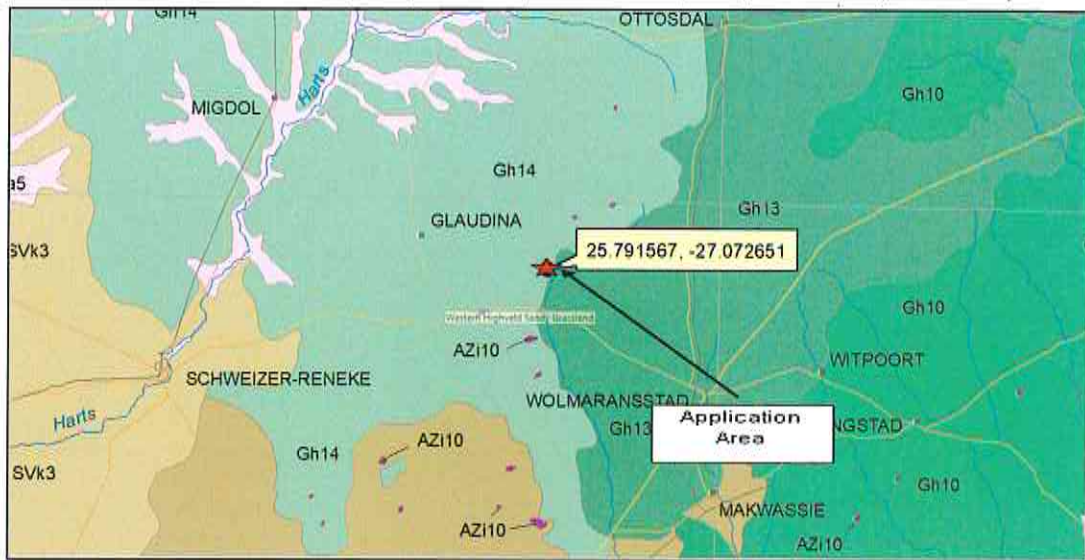 Gh14
OTTOSDAL
Harts
MIGDOL
Gh10
Gh14
a5
GLAUDINA
Gh13
SVk3
25.791567, -27.072651
Gh10
Western Highveld Sandy Grassland
AZi10
WITPOORT
SCHWEIZER-RENEKE
WOLMARANSSTAD
Harts
Application
Area
NGSTAD
Gh13
Gh14
AZi10
SVk3
Gh10
MAKWASSIE
AZi10
AZi10